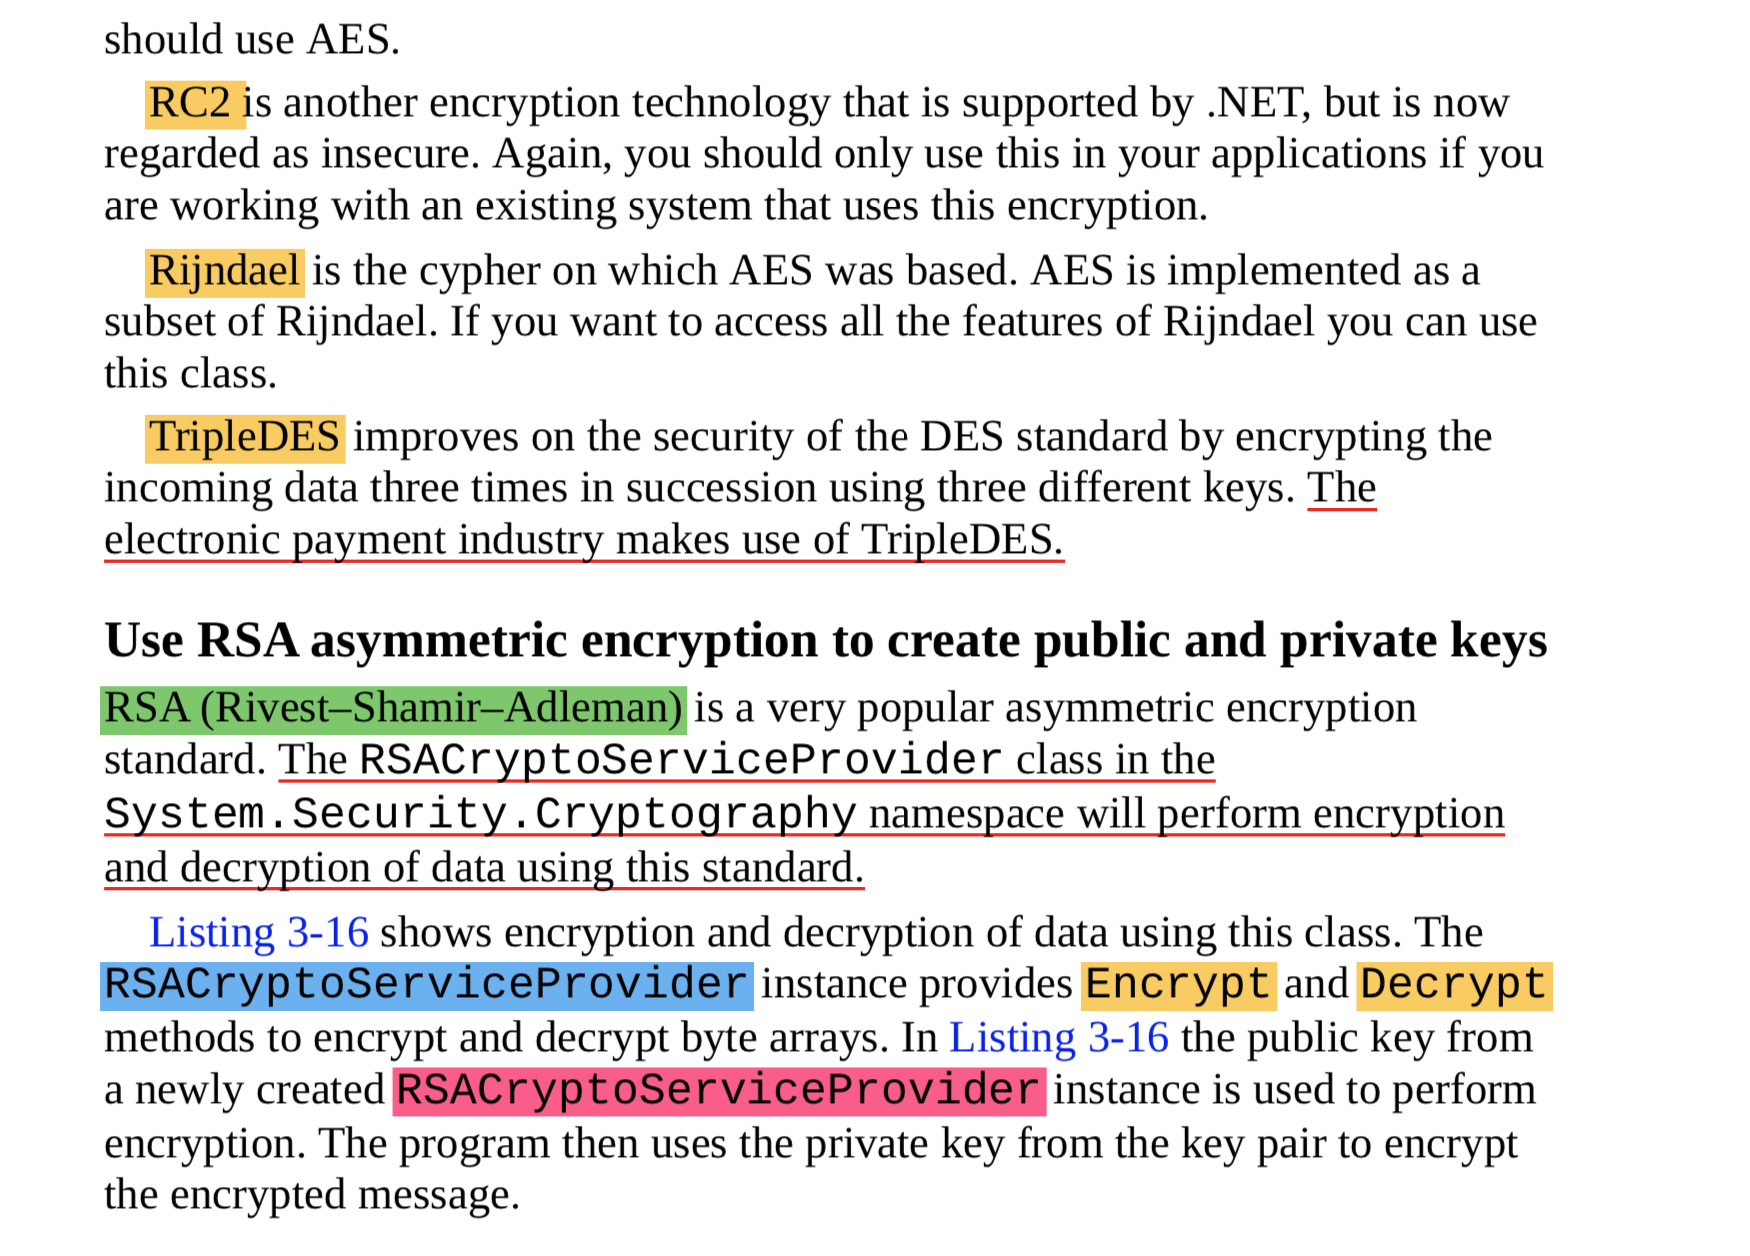 should use AES.
RC2 is another encryption technology that is supported by .NET, but is now
regarded as insecure. Again, you should only use this in your applications if you
are working with an existing system that uses this encryption.
Rijndael is the cypher on which AES was based. AES is implemented as a
subset of Rijndael. If you want to access all the features of Rijndael you can use
this class.
TripleDES improves on the security of the DES standard by encrypting the
incoming data three times in succession using three different keys. The
electronic payment industry makes use of TripleDES.
Use RSA asymmetric encryption to create public and private keys
RSA (Rivest–Shamir–Adleman) is a very popular asymmetric encryption
standard. The RSACryptoServiceProvider class in the
System.Security.Cryptography namespace will perform encryption
and decryption of data using this standard.
Listing 3-16 shows encryption and decryption of data using this class. The
RSACryptoServiceProvider instance provides Encrypt and Decrypt
methods to encrypt and decrypt byte arrays. In Listing 3-16 the public key from
a newly created RSACryptoServiceProvider instance is used to perform
encryption. The program then uses the private key from the key pair to encrypt
the encrypted message.